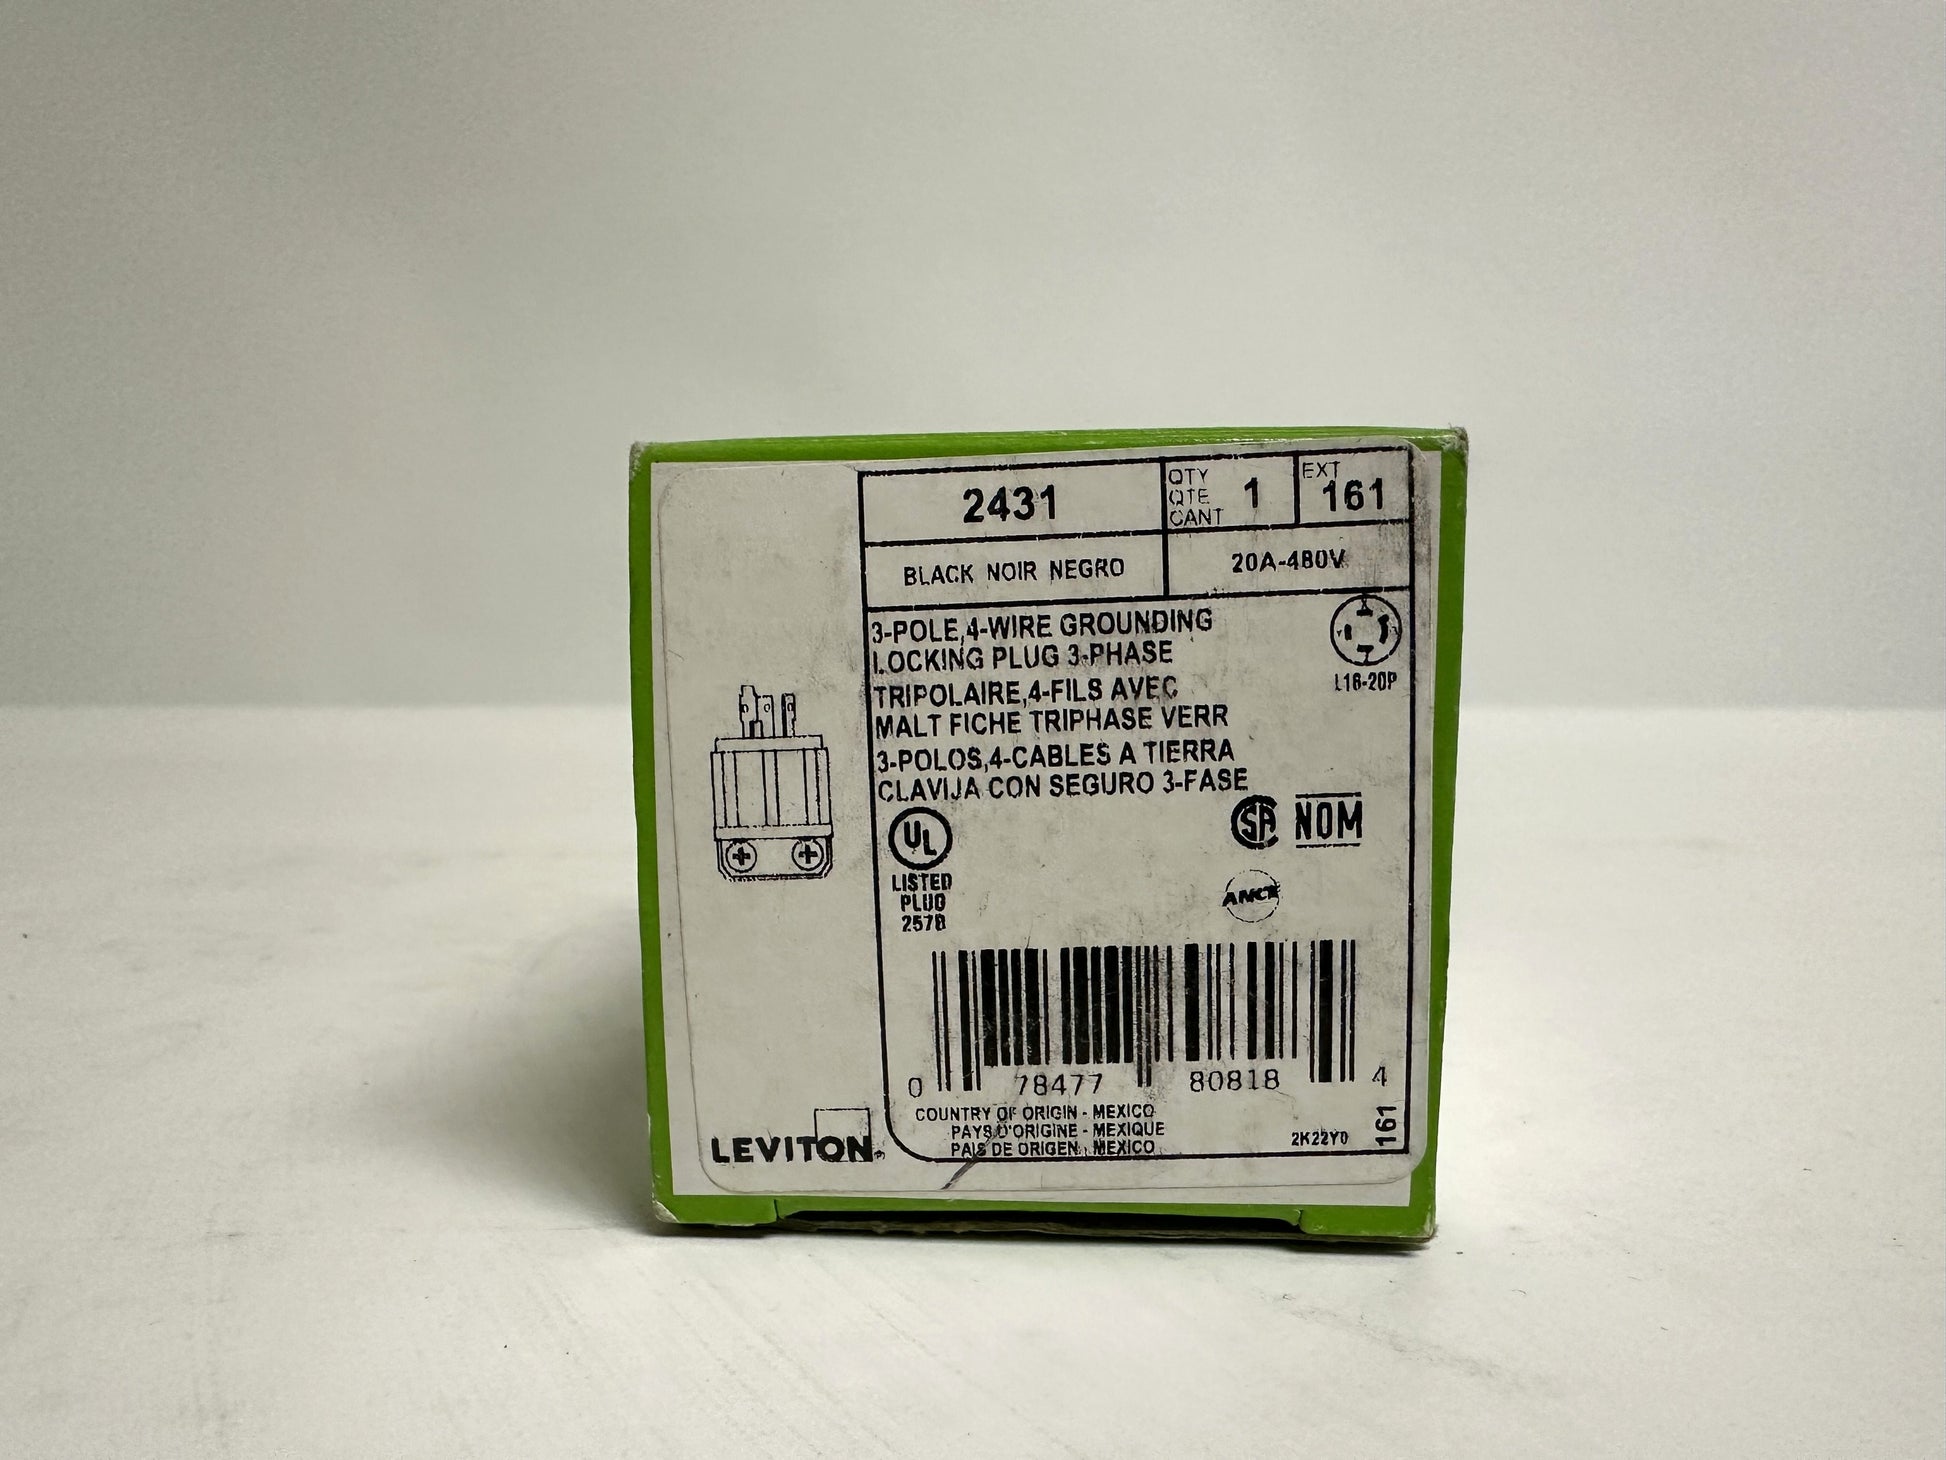 2431
QTY
QTE
CANT
1
EXT
161
BLACK NOIR NEGRO
20A-480V
3-POLE,4-WIRE GROUNDING
LOCKING PLUG 3-PHASE
TRIPOLAIRE,4-FILS AVEC
MALT FICHE TRIPHASE VERR
3-POLOS,4-CABLES A TIERRA
CLAVIJA CON SEGURO 3-FASE
L16-20P
UL
LISTED
PLUG
SA
NOM
ANCE
0 78477 80818 4
COUNTRY OF ORIGIN - MEXICO
PAYS D'ORIGINE - MEXIQUE
PAIS DE ORIGEN - MEXICO
2K22Y0
161
LEVITON